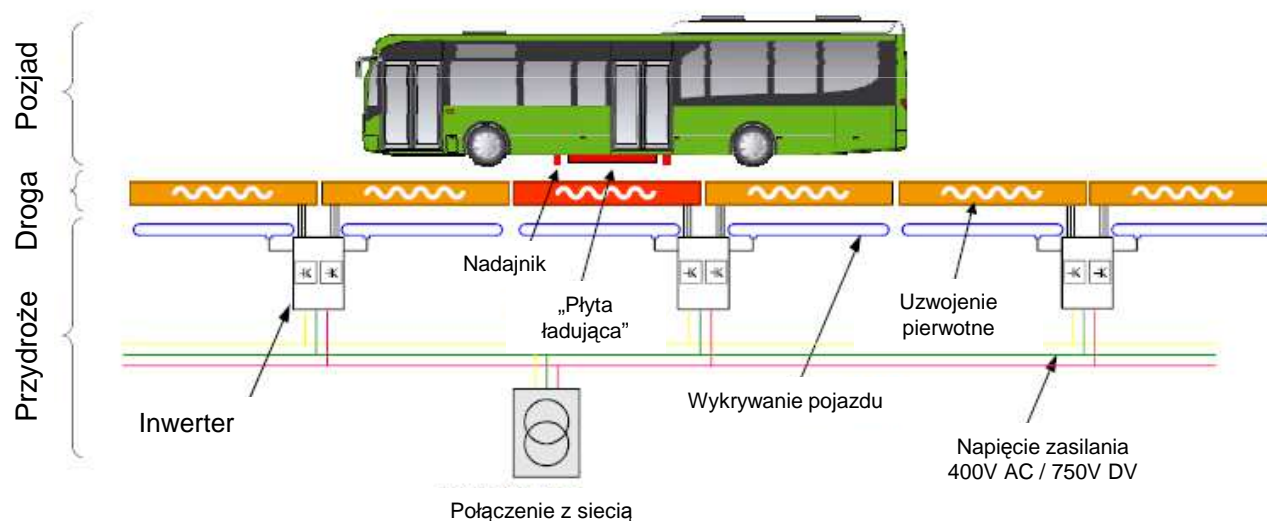 Pozjad
Droga
Przydroże
Nadajnik
„Płyta
ładująca”
Uzwojenie
pierwotne
Inwerter
Wykrywanie pojazdu
Napięcie zasilania
400V AC / 750V DV
Połączenie z siecią